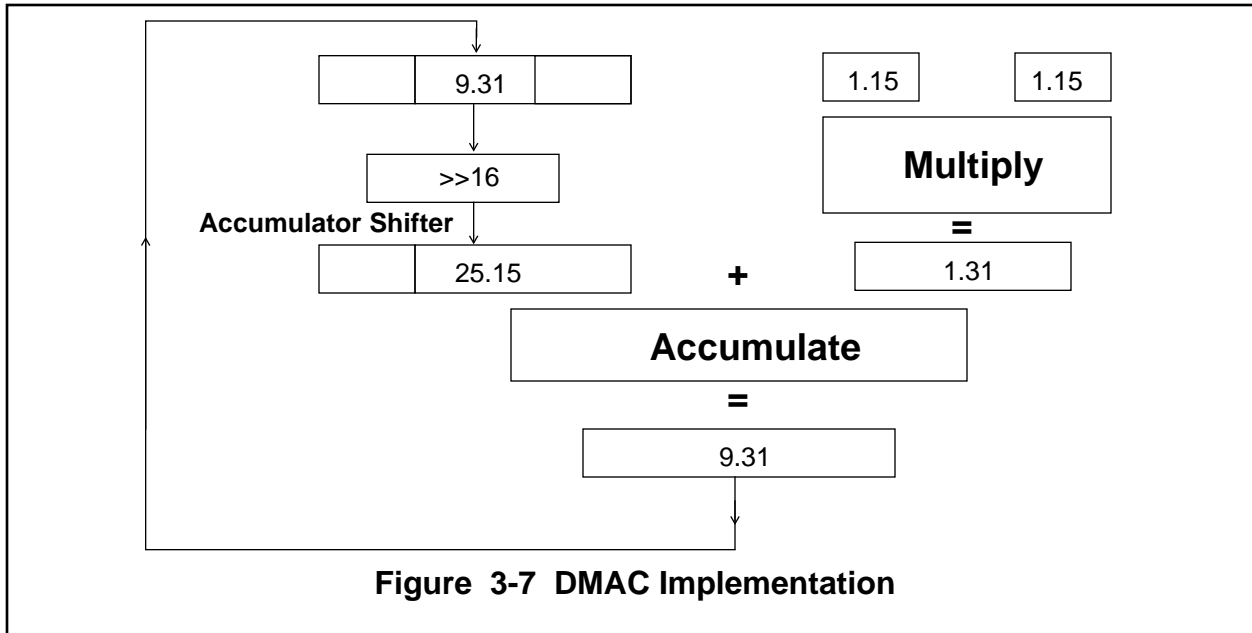 9.31
1.15 1.15
Multiply
>>16
Accumulator Shifter
=
25.15
+
1.31
Accumulate
=
9.31
Figure 3-7 DMAC Implementation